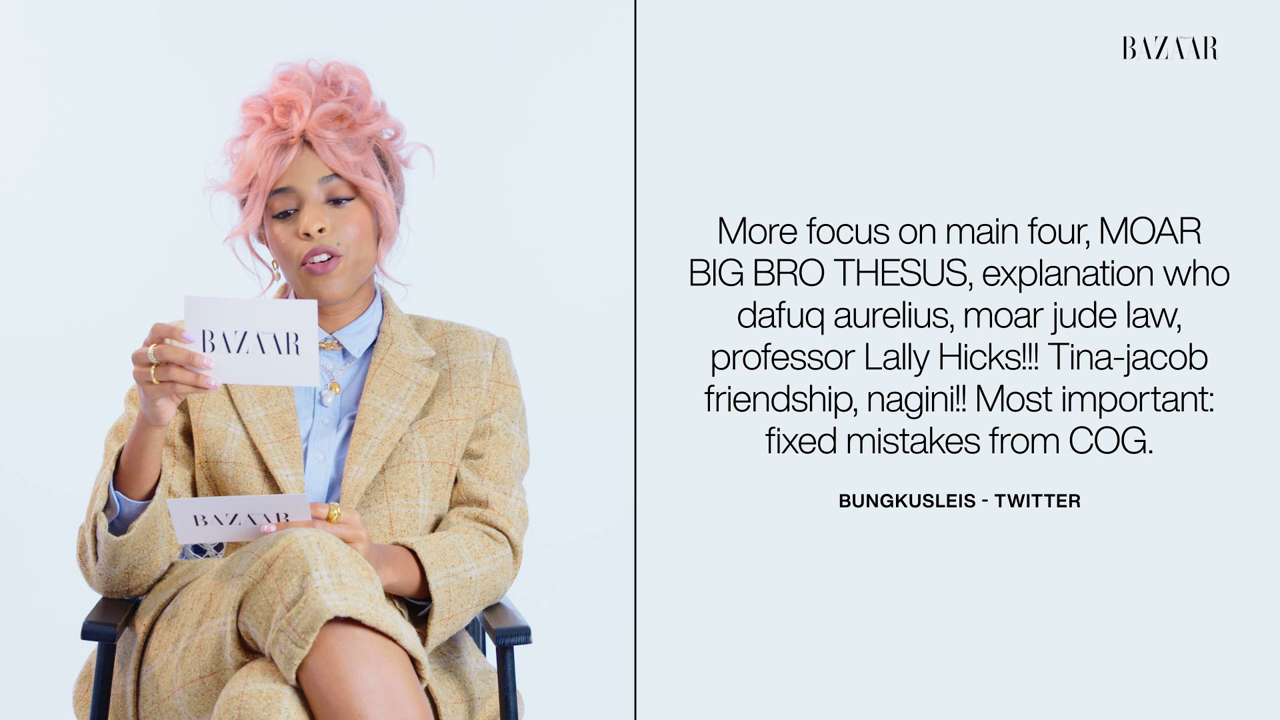 BAZAAR
BAZAAR
BAZAAR
More focus on main four, MOAR
BIG BRO THESUS, explanation who
dafuq aurelius, moar jude law,
professor Lally Hicks!!! Tina-jacob
friendship, nagini!! Most important:
fixed mistakes from COG.
BUNGKUSLEIS - TWITTER